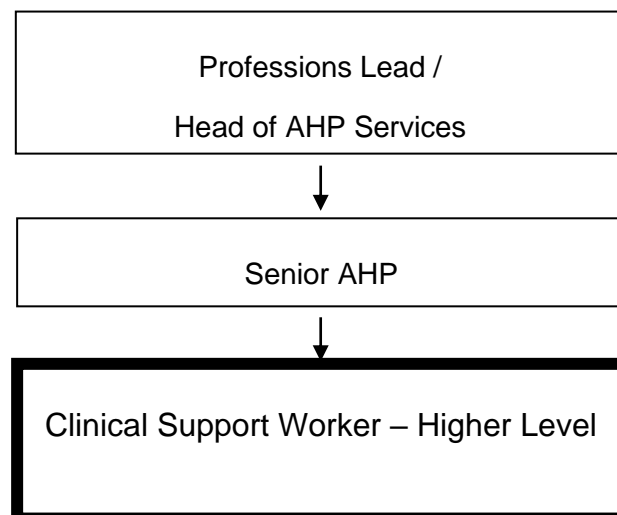 Professions Lead /
Head of AHP Services
Senior AHP
Clinical Support Worker – Higher Level